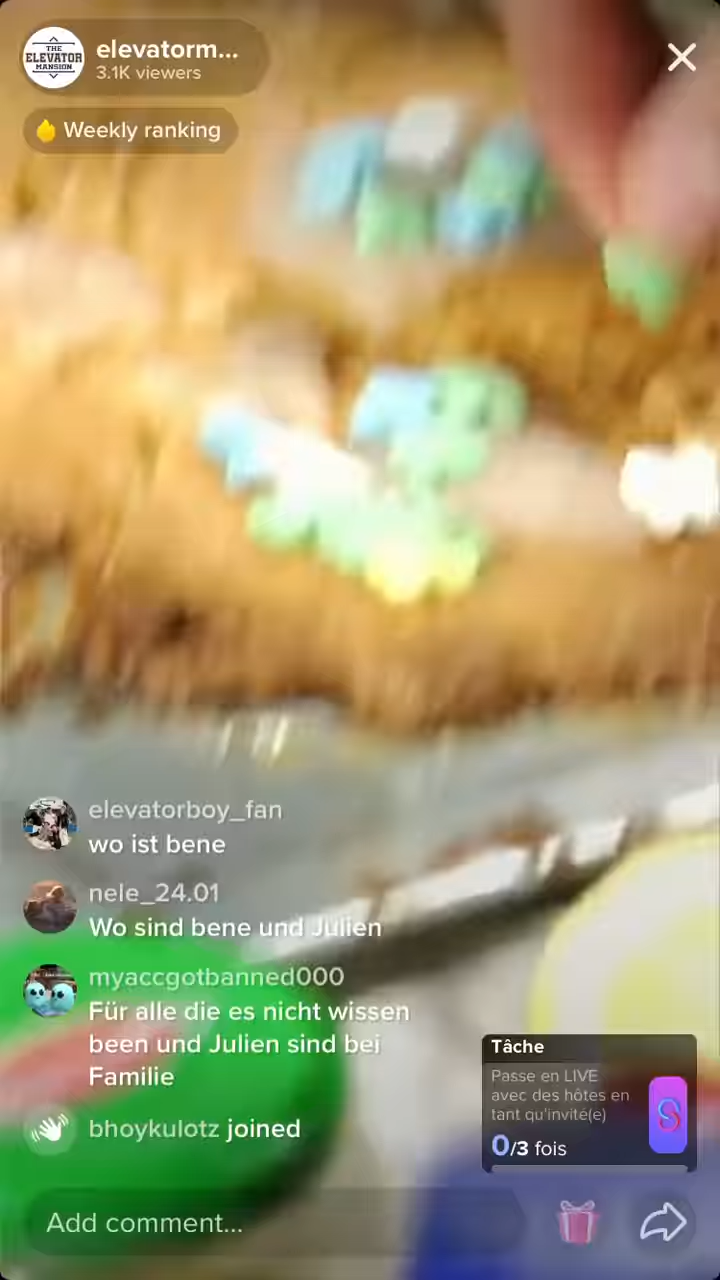 THE
ELEVATOR
MANSION
elevatorm...
3.1K viewers
Weekly ranking
elevatorboy_fan
wo ist bene
nele_24.01
Wo sind bene und Julien
myaccgotbanned000
Für alle die es nicht wissen
been und Julien sind bei
Familie
bhoykulotz joined
Tâche
Passe en LIVE
avec des hôtes en
tant qu'invité(e)
0/3 fois
Add comment...